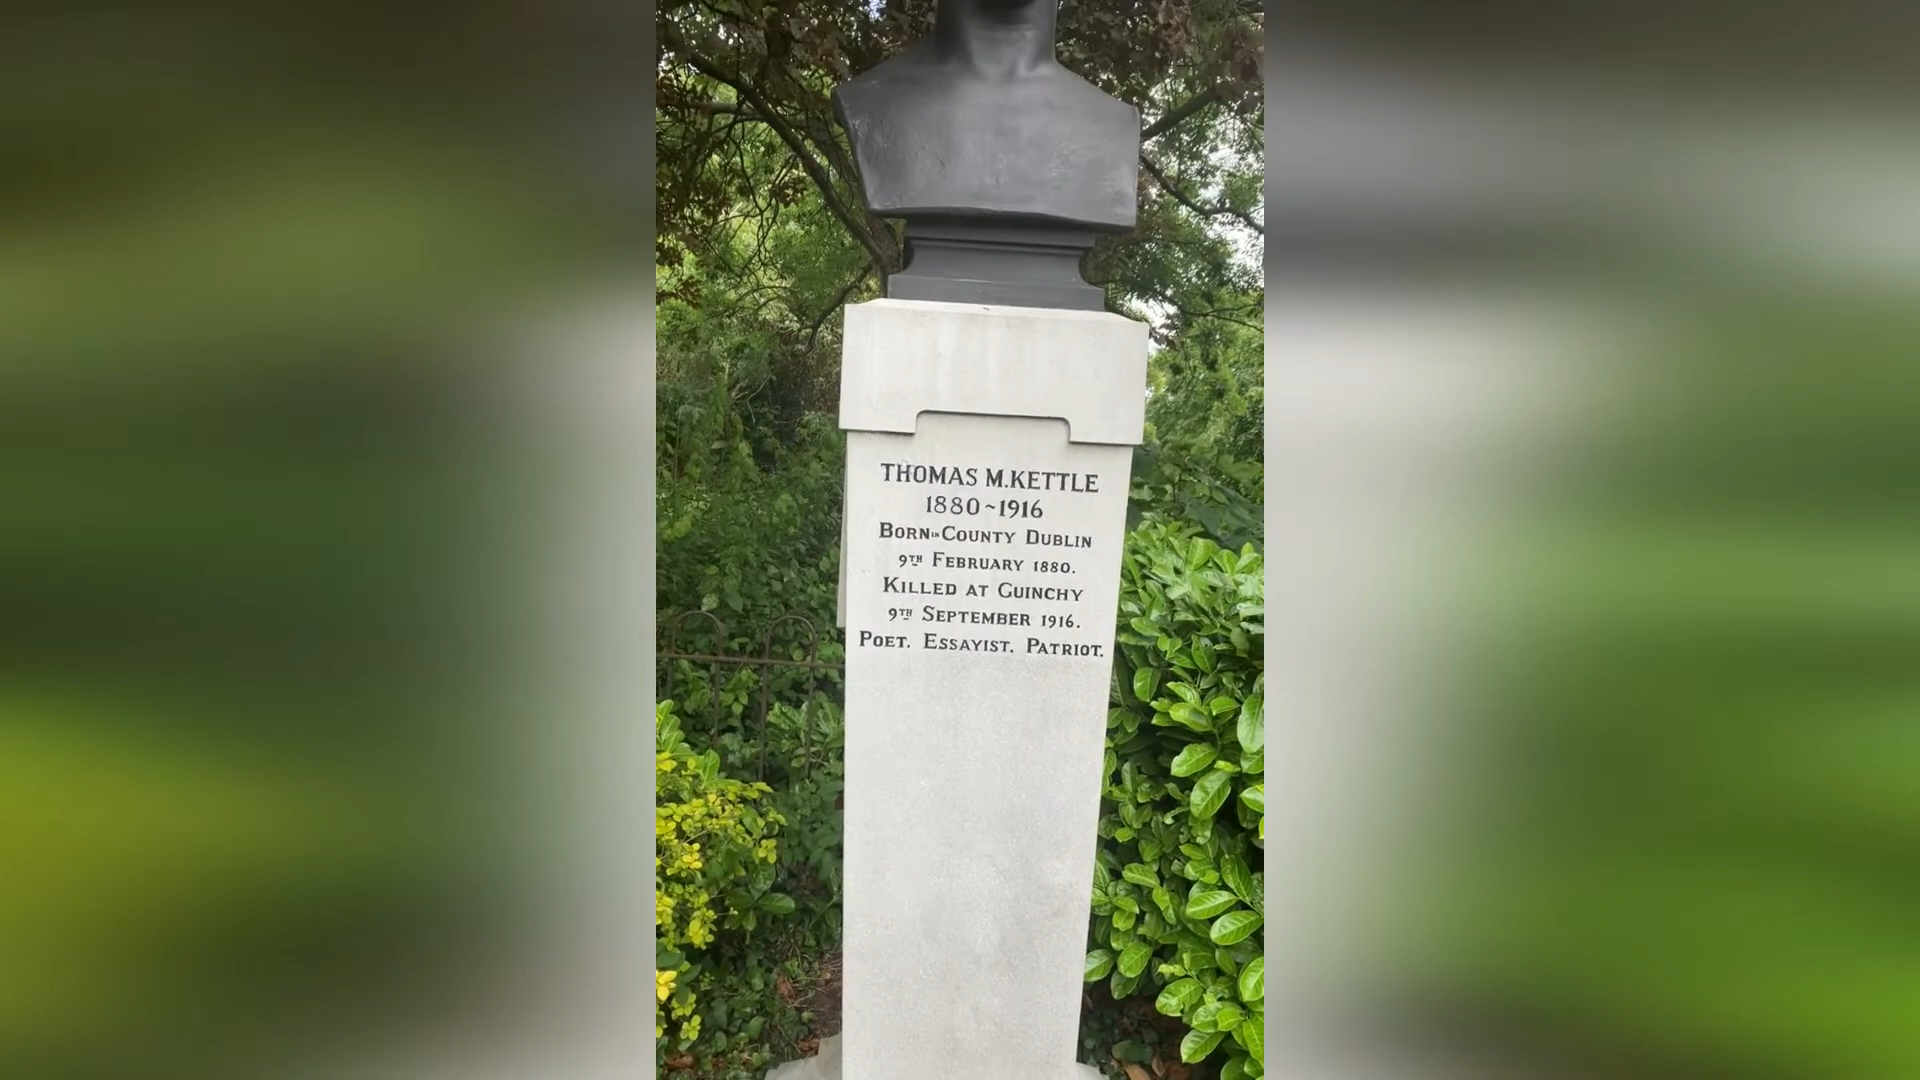 THOMAS M. KETTLE
1880~1916
BORN IN COUNTY DUBLIN
9TH FEBRUARY 1880.
KILLED AT GUINCHY
9TH SEPTEMBER 1916.
POET. ESSAYIST. PATRIOT.